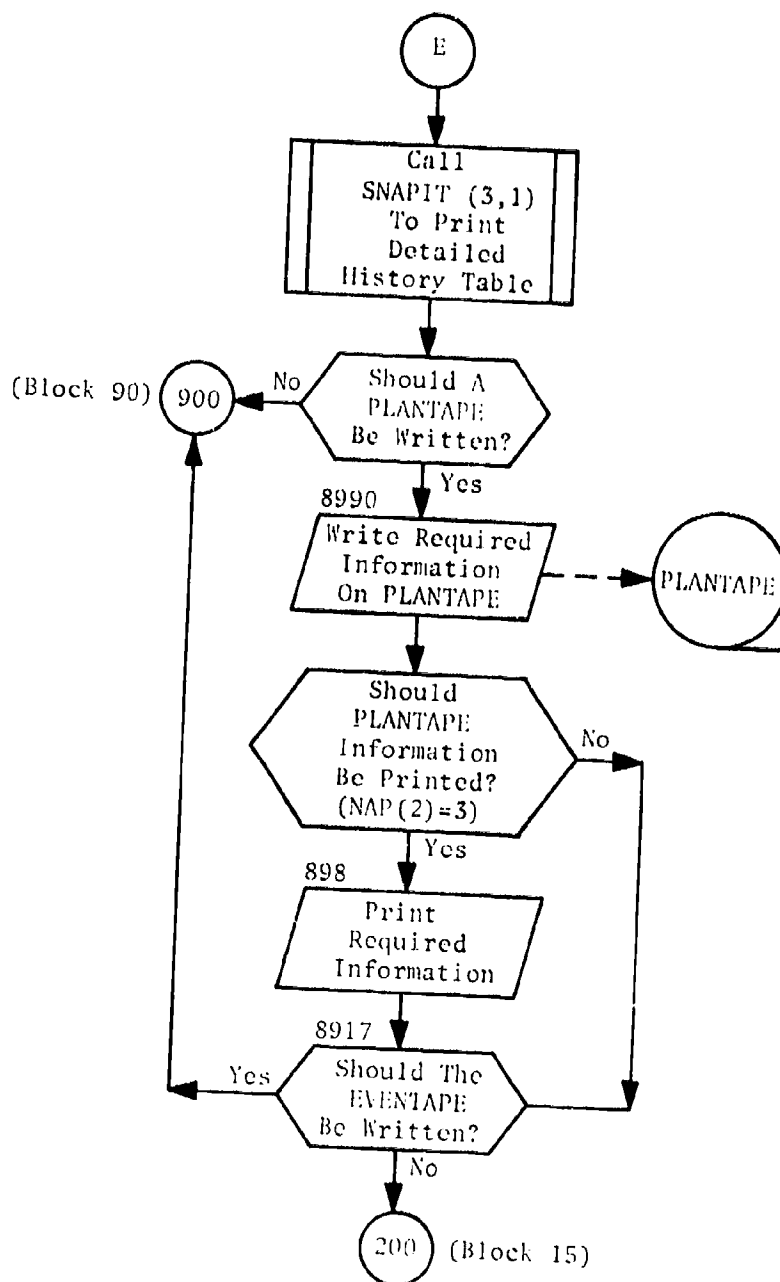 E
Call
SNAPIT (3,1)
To Print
Detailed
History Table
(Block 90)
900
No
Should A
PLANTAPE
Be Written?
Yes
8990
Write Required
Information
On PLANTAPE
PLANTAPE
Should
PLANTAPE
Information
Be Printed?
(NAP(2)=3)
No
Yes
898
Print
Required
Information
8917
Yes
Should The
EVENTAPE
Be Written?
No
200
(Block 15)